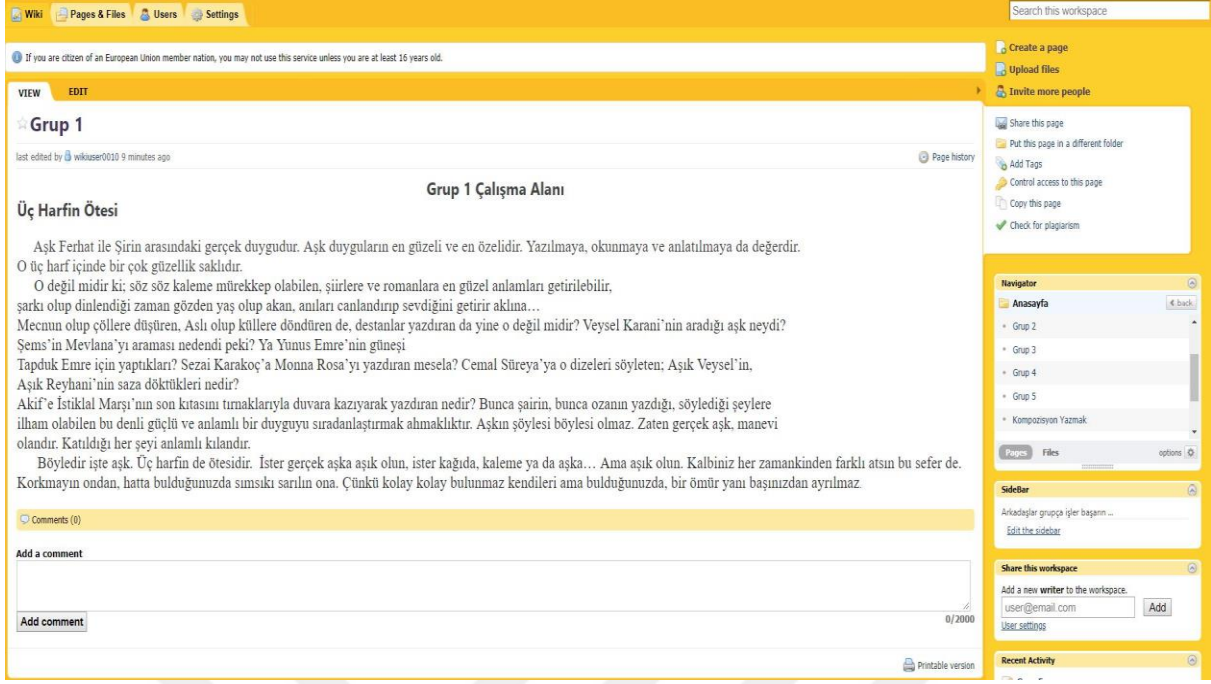 Wiki Pages & Files Users Settings
Search this workspace
If you are citizen of an European Union member nation, you may not use this service unless you are at least 16 years old.
VIEW EDIT
Grup 1
last edited by wikiuser0010 9 minutes ago Page history
Grup 1 Çalışma Alanı
Üç Harfin Ötesi
Aşk Ferhat ile Şirin arasındaki gerçek duygudur. Aşk duyguların en güzeli ve en özelidir. Yazılmaya, okunmaya ve anlatılmaya da değerdir.
O üç harf içinde bir çok güzellik saklıdır.
O değil midir ki; söz söz kaleme mürekkep olabilen, şiirlere ve romanlara en güzel anlamları getirilebilir,
şarkı olup dinlendiği zaman gözden yaş olup akan, anıları canlandırıp sevdiğini getirir aklına…
Mecnun olup çöllere düşüren, Aslı olup küllere döndüren de, destanlar yazdıran da yine o değil midir? Veysel Karani’nin aradığı aşk neydi?
Şems’in Mevlana’yı araması nedendi peki? Ya Yunus Emre’nin güneşi
Tapduk Emre için yaptıkları? Sezai Karakoç’a Monna Rosa’yı yazdıran mesela? Cemal Süreya’ya o dizeleri söyleten; Aşık Veysel’in,
Aşık Reyhani’nin saza döktükleri nedir?
Akif’e İstiklal Marşı’nın son kıtasını tırnaklarıyla duvara kazıyarak yazdıran nedir? Bunca şairin, bunca ozanın yazdığı, söylediği şeylere
ilham olabilen bu denli güçlü ve anlamlı bir duyguyu sıradanlaştırmak ahmaklıktır. Aşkın şöylesi böylesi olmaz. Zaten gerçek aşk, manevi
olandır. Katıldığı her şeyi anlamlı kılandır.
Böyledir işte aşk. Üç harfin de ötesidir. İster gerçek aşka aşık olun, ister kağıda, kaleme ya da aşka… Ama aşık olun. Kalbiniz her zamankinden farklı atsın bu sefer de.
Korkmayın ondan, hatta bulduğunuzda sımsıkı sarılın ona. Çünkü kolay kolay bulunmaz kendileri ama bulduğunuzda, bir ömür yanı başınızdan ayrılmaz.
Comments (0)
Add a comment
Add comment 0/2000
Printable version
Create a page
Upload files
Invite more people
Share this page
Put this page in a different folder
Add Tags
Control access to this page
Copy this page
Check for plagiarism
Navigator
Anasayfa back
Grup 2
Grup 3
Grup 4
Grup 5
Kompozisyon Yazmak
Pages Files options
SideBar
Arkadaşlar grupça işler başarın ...
Edit the sidebar
Share this workspace
Add a new writer to the workspace.
user@email.com Add
User settings
Recent Activity